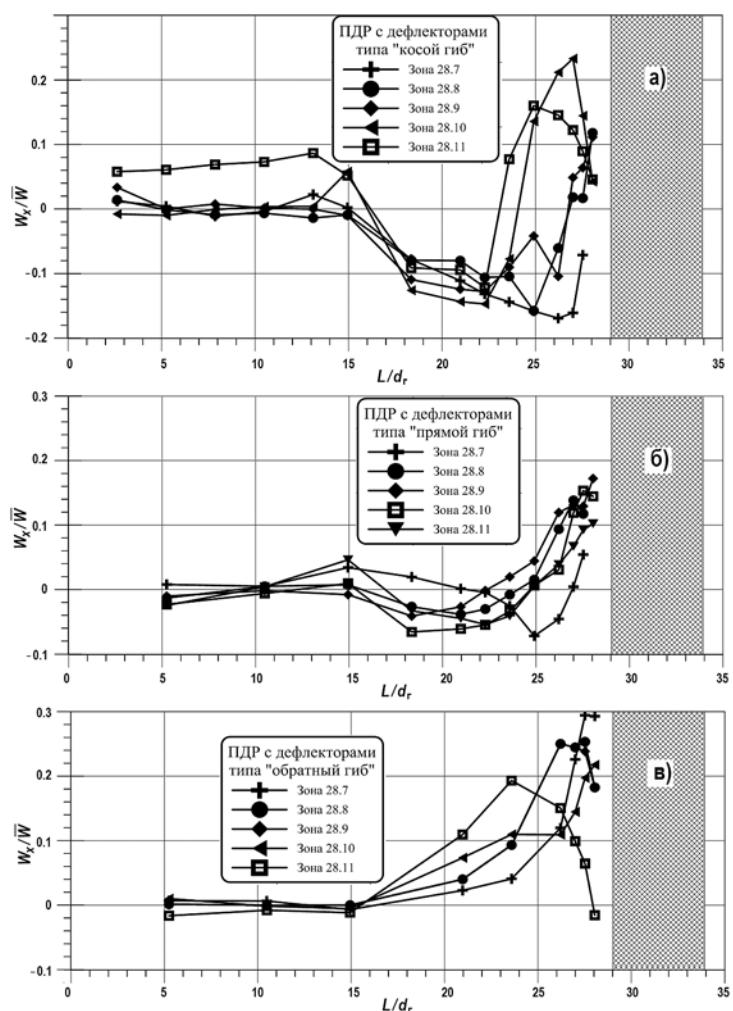 ПДР с дефлекторами
типа "косой гиб"
Зона 28.7
Зона 28.8
Зона 28.9
Зона 28.10
Зона 28.11
а)
0.2
0.1
0
-0.1
-0.2
Wx/W̅
0 5 10 15 20 25 30 35
L/dг
ПДР с дефлекторами
типа "прямой гиб"
Зона 28.7
Зона 28.8
Зона 28.9
Зона 28.10
Зона 28.11
б)
0.3
0.2
0.1
0
-0.1
Wx/W̅
0 5 10 15 20 25 30 35
L/dг
ПДР с дефлекторами
типа "обратный гиб"
Зона 28.7
Зона 28.8
Зона 28.9
Зона 28.10
Зона 28.11
в)
0.3
0.2
0.1
0
-0.1
Wx/W̅
0 5 10 15 20 25 30 35
L/dг